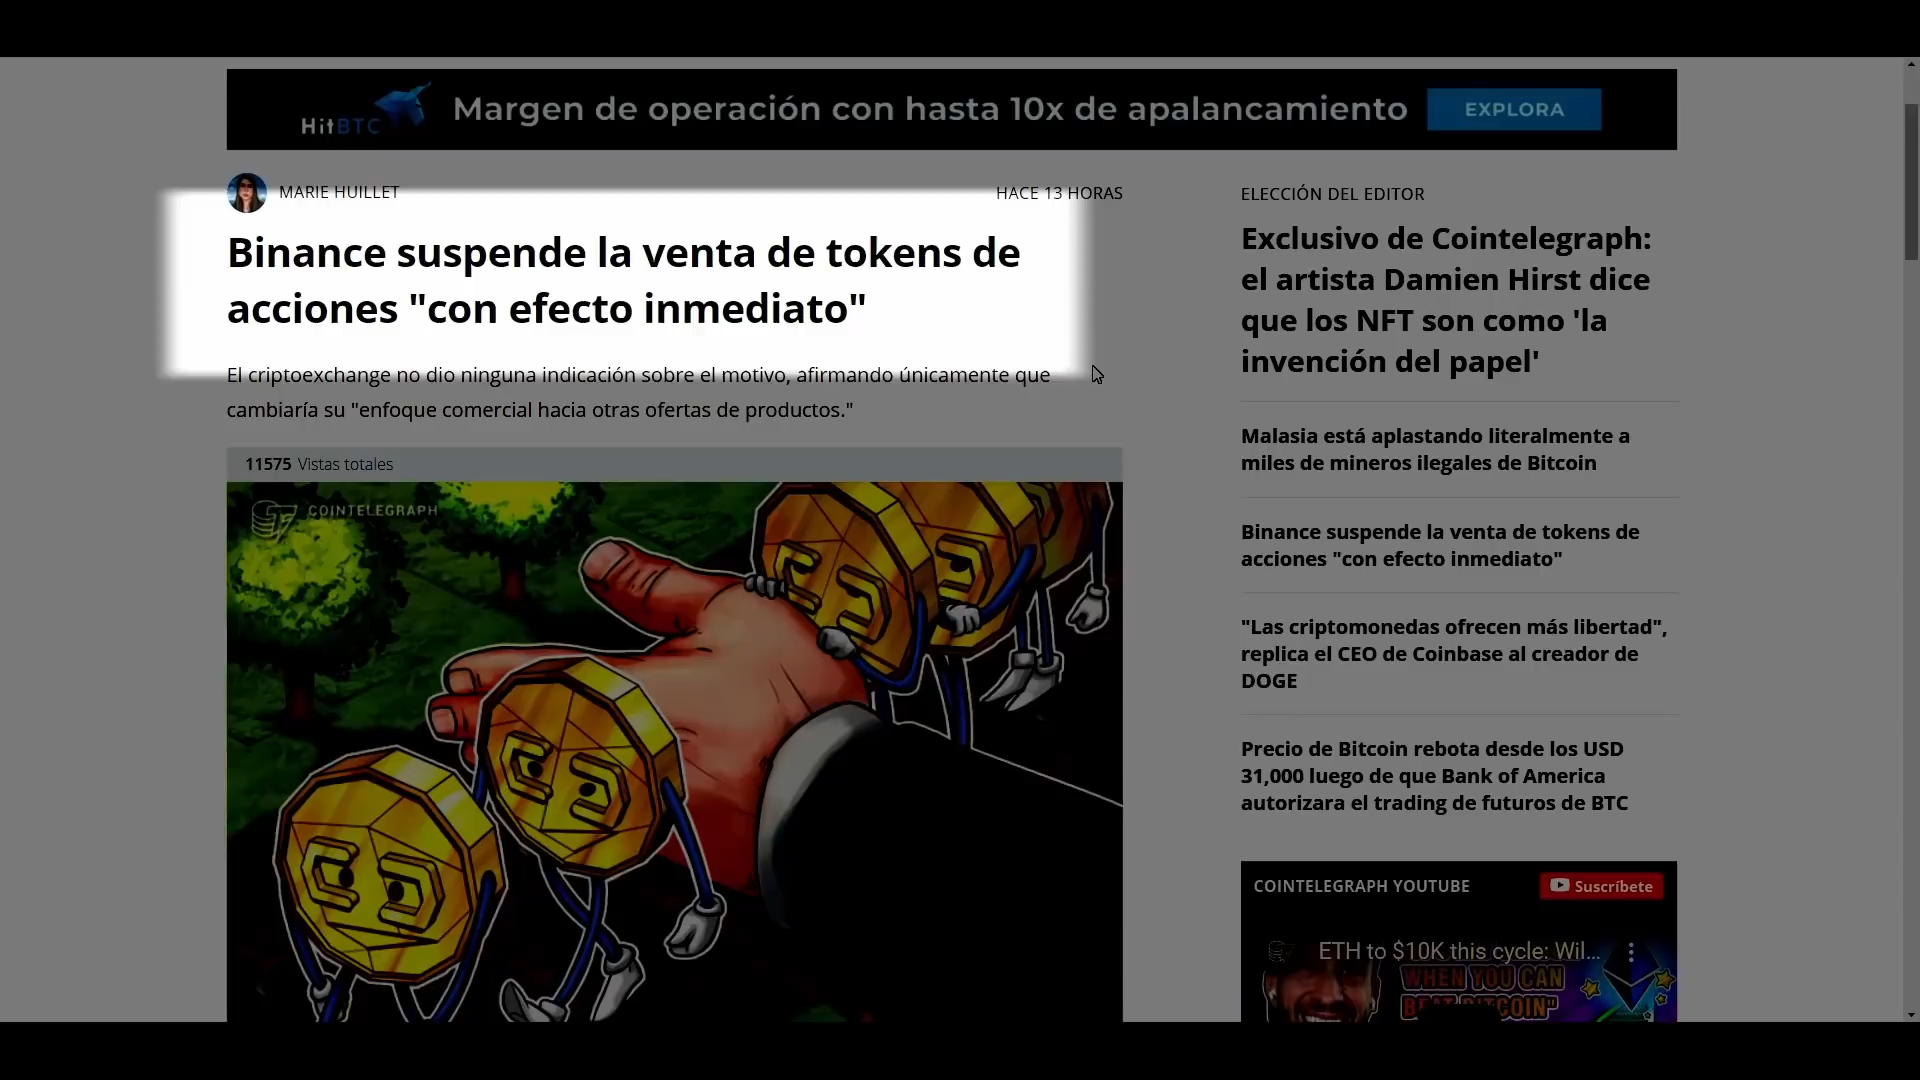 HitBTC Margen de operación con hasta 10x de apalancamiento EXPLORA
MARIE HUILLET
HACE 13 HORAS
Binance suspende la venta de tokens de
acciones "con efecto inmediato"
El criptoexchange no dio ninguna indicación sobre el motivo, afirmando únicamente que
cambiaría su "enfoque comercial hacia otras ofertas de productos."
11575 Vistas totales
COINTELEGRAPH
ELECCIÓN DEL EDITOR
Exclusivo de Cointelegraph:
el artista Damien Hirst dice
que los NFT son como 'la
invención del papel'
Malasia está aplastando literalmente a
miles de mineros ilegales de Bitcoin
Binance suspende la venta de tokens de
acciones "con efecto inmediato"
"Las criptomonedas ofrecen más libertad",
replica el CEO de Coinbase al creador de
DOGE
Precio de Bitcoin rebota desde los USD
31,000 luego de que Bank of America
autorizara el trading de futuros de BTC
COINTELEGRAPH YOUTUBE
Suscríbete
ETH to $10K this cycle: Wil...
WHEN YOU CAN